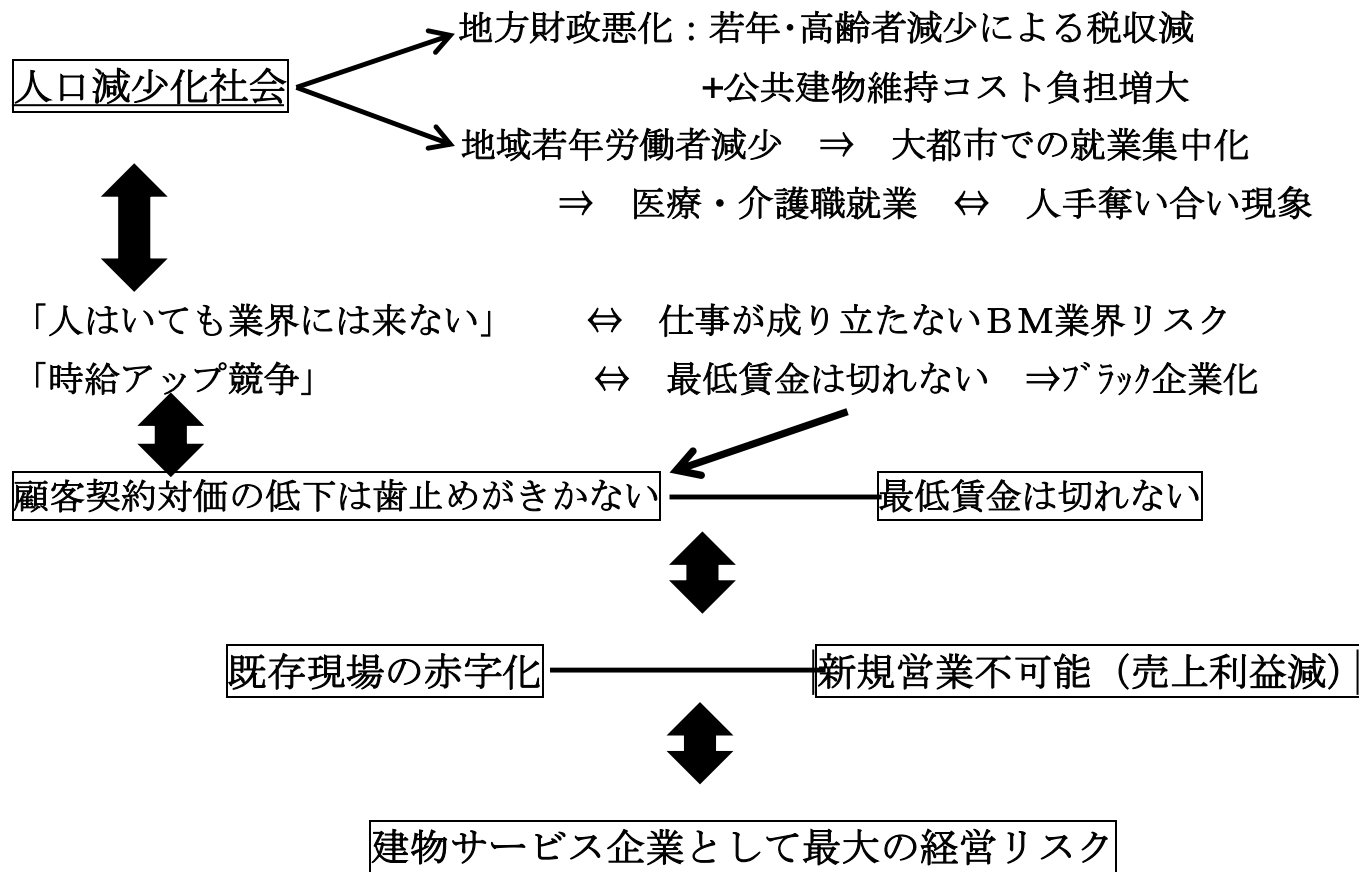 地方財政悪化：若年･高齢者減少による税収減
人口減少化社会
+公共建物維持コスト負担増大
地域若年労働者減少　⇒　大都市での就業集中化
⇒　医療・介護職就業　⇔　人手奪い合い現象
「人はいても業界には来ない」　⇔　仕事が成り立たないＢＭ業界リスク
「時給アップ競争」　⇔　最低賃金は切れない　⇒ﾌﾞﾗｯｸ企業化
顧客契約対価の低下は歯止めがきかない　最低賃金は切れない
既存現場の赤字化　新規営業不可能（売上利益減）
建物サービス企業として最大の経営リスク